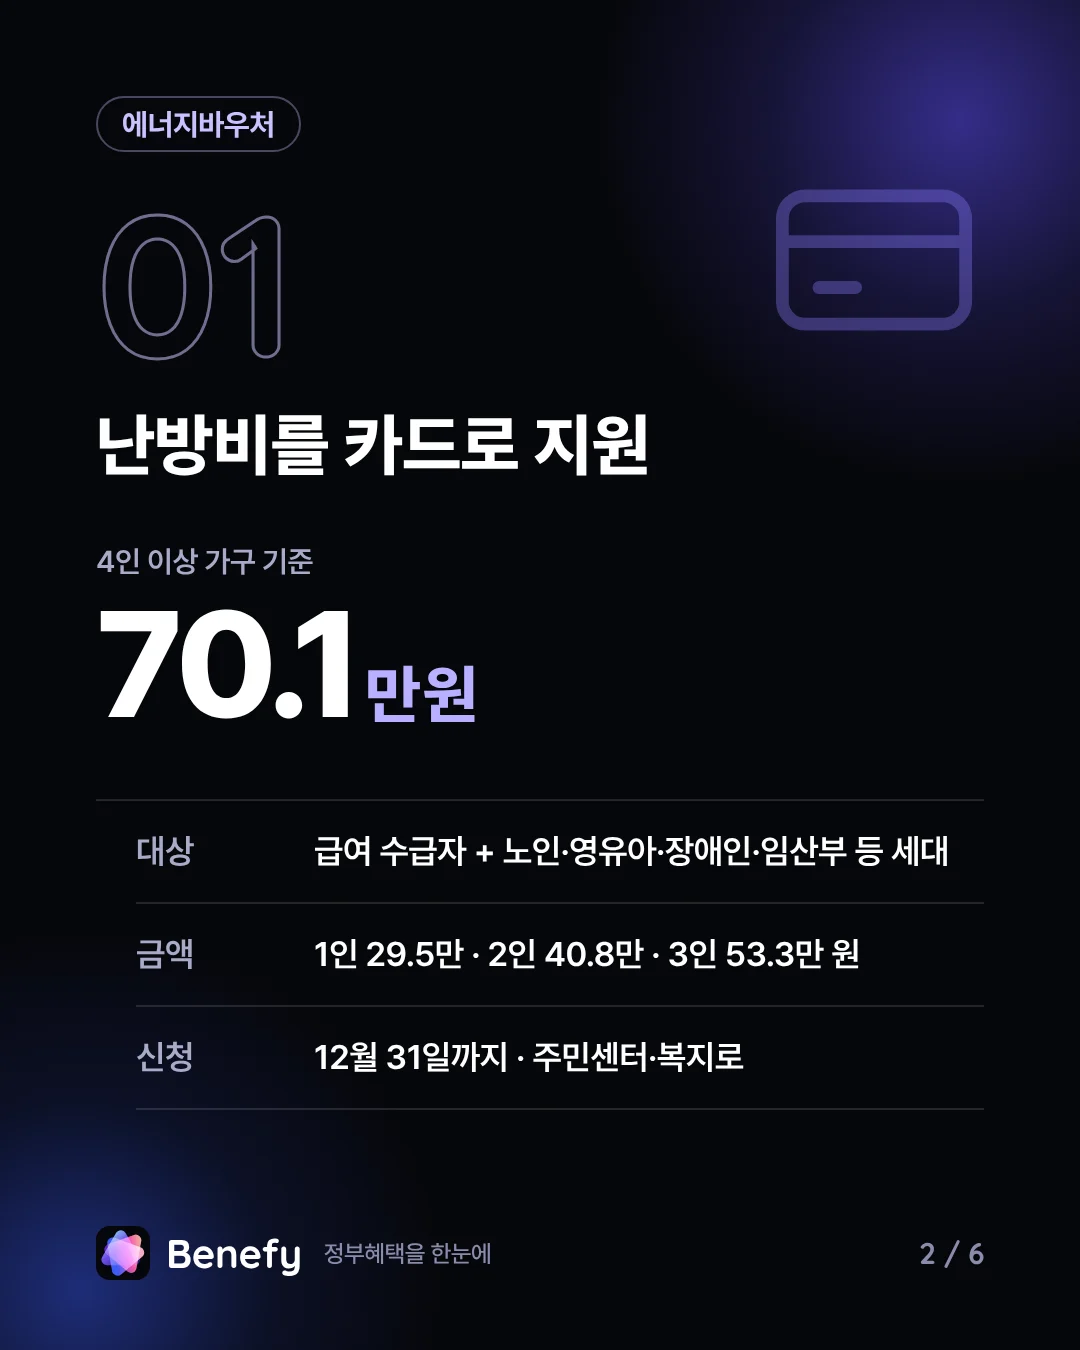 에너지바우처
01
난방비를 카드로 지원
4인 이상 가구 기준
70.1만원
대상 급여 수급자 + 노인·영유아·장애인·임산부 등 세대
금액 1인 29.5만 · 2인 40.8만 · 3인 53.3만 원
신청 12월 31일까지 · 주민센터·복지로
Benefy 정부혜택을 한눈에 2 / 6